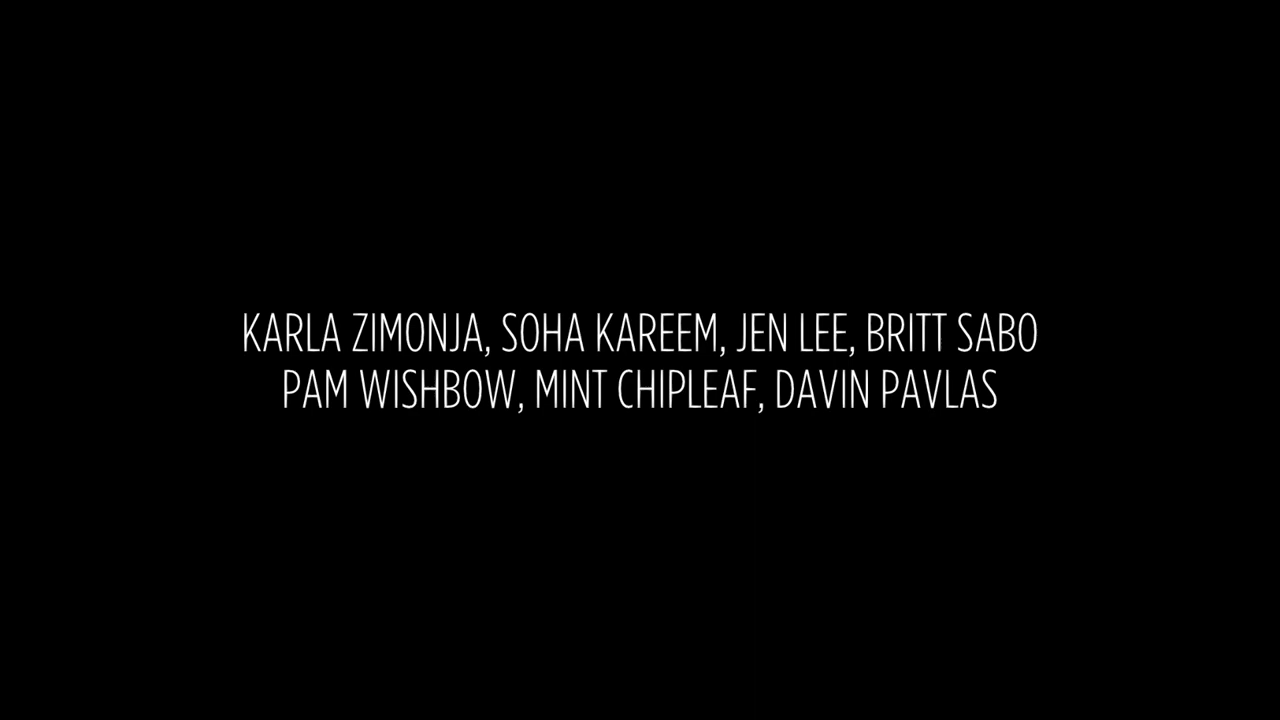 KARLA ZIMONJA, SOHA KAREEM, JEN LEE, BRITT SABO
PAM WISHBOW, MINT CHIPLEAF, DAVIN PAVLAS